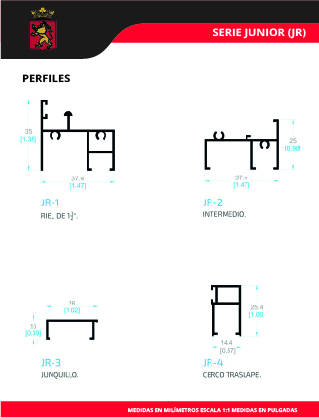 SERIE JUNIOR (JR)
PERFILES
35
[1.38]
37.4
[1.47]
JR-1
RIEL DE 1½".
25
[0.98]
37.4
[1.47]
JR-2
INTERMEDIO.
26
[1.02]
10
[0.39]
JR-3
JUNQUILLO.
25.4
[1.00]
14.4
[0.57]
JR-4
CERCO TRASLAPE.
MEDIDAS EN MILÍMETROS ESCALA 1:1 MEDIDAS EN PULGADAS